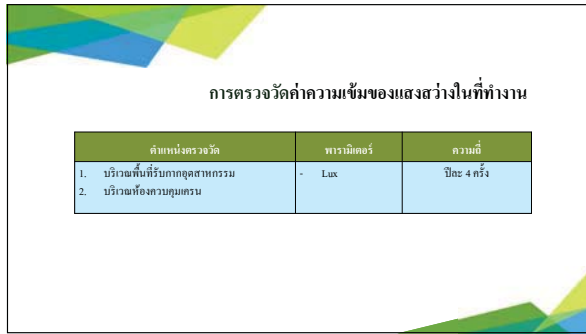 การตรวจวัดค่าความเข้มของแสงสว่างในที่ทำงาน
ตำแหน่งตรวจวัด พารามิเตอร์ ความถี่
1. บริเวณพื้นที่รับกากอุตสาหกรรม - Lux ปีละ 4 ครั้ง
2. บริเวณห้องควบคุมเครน